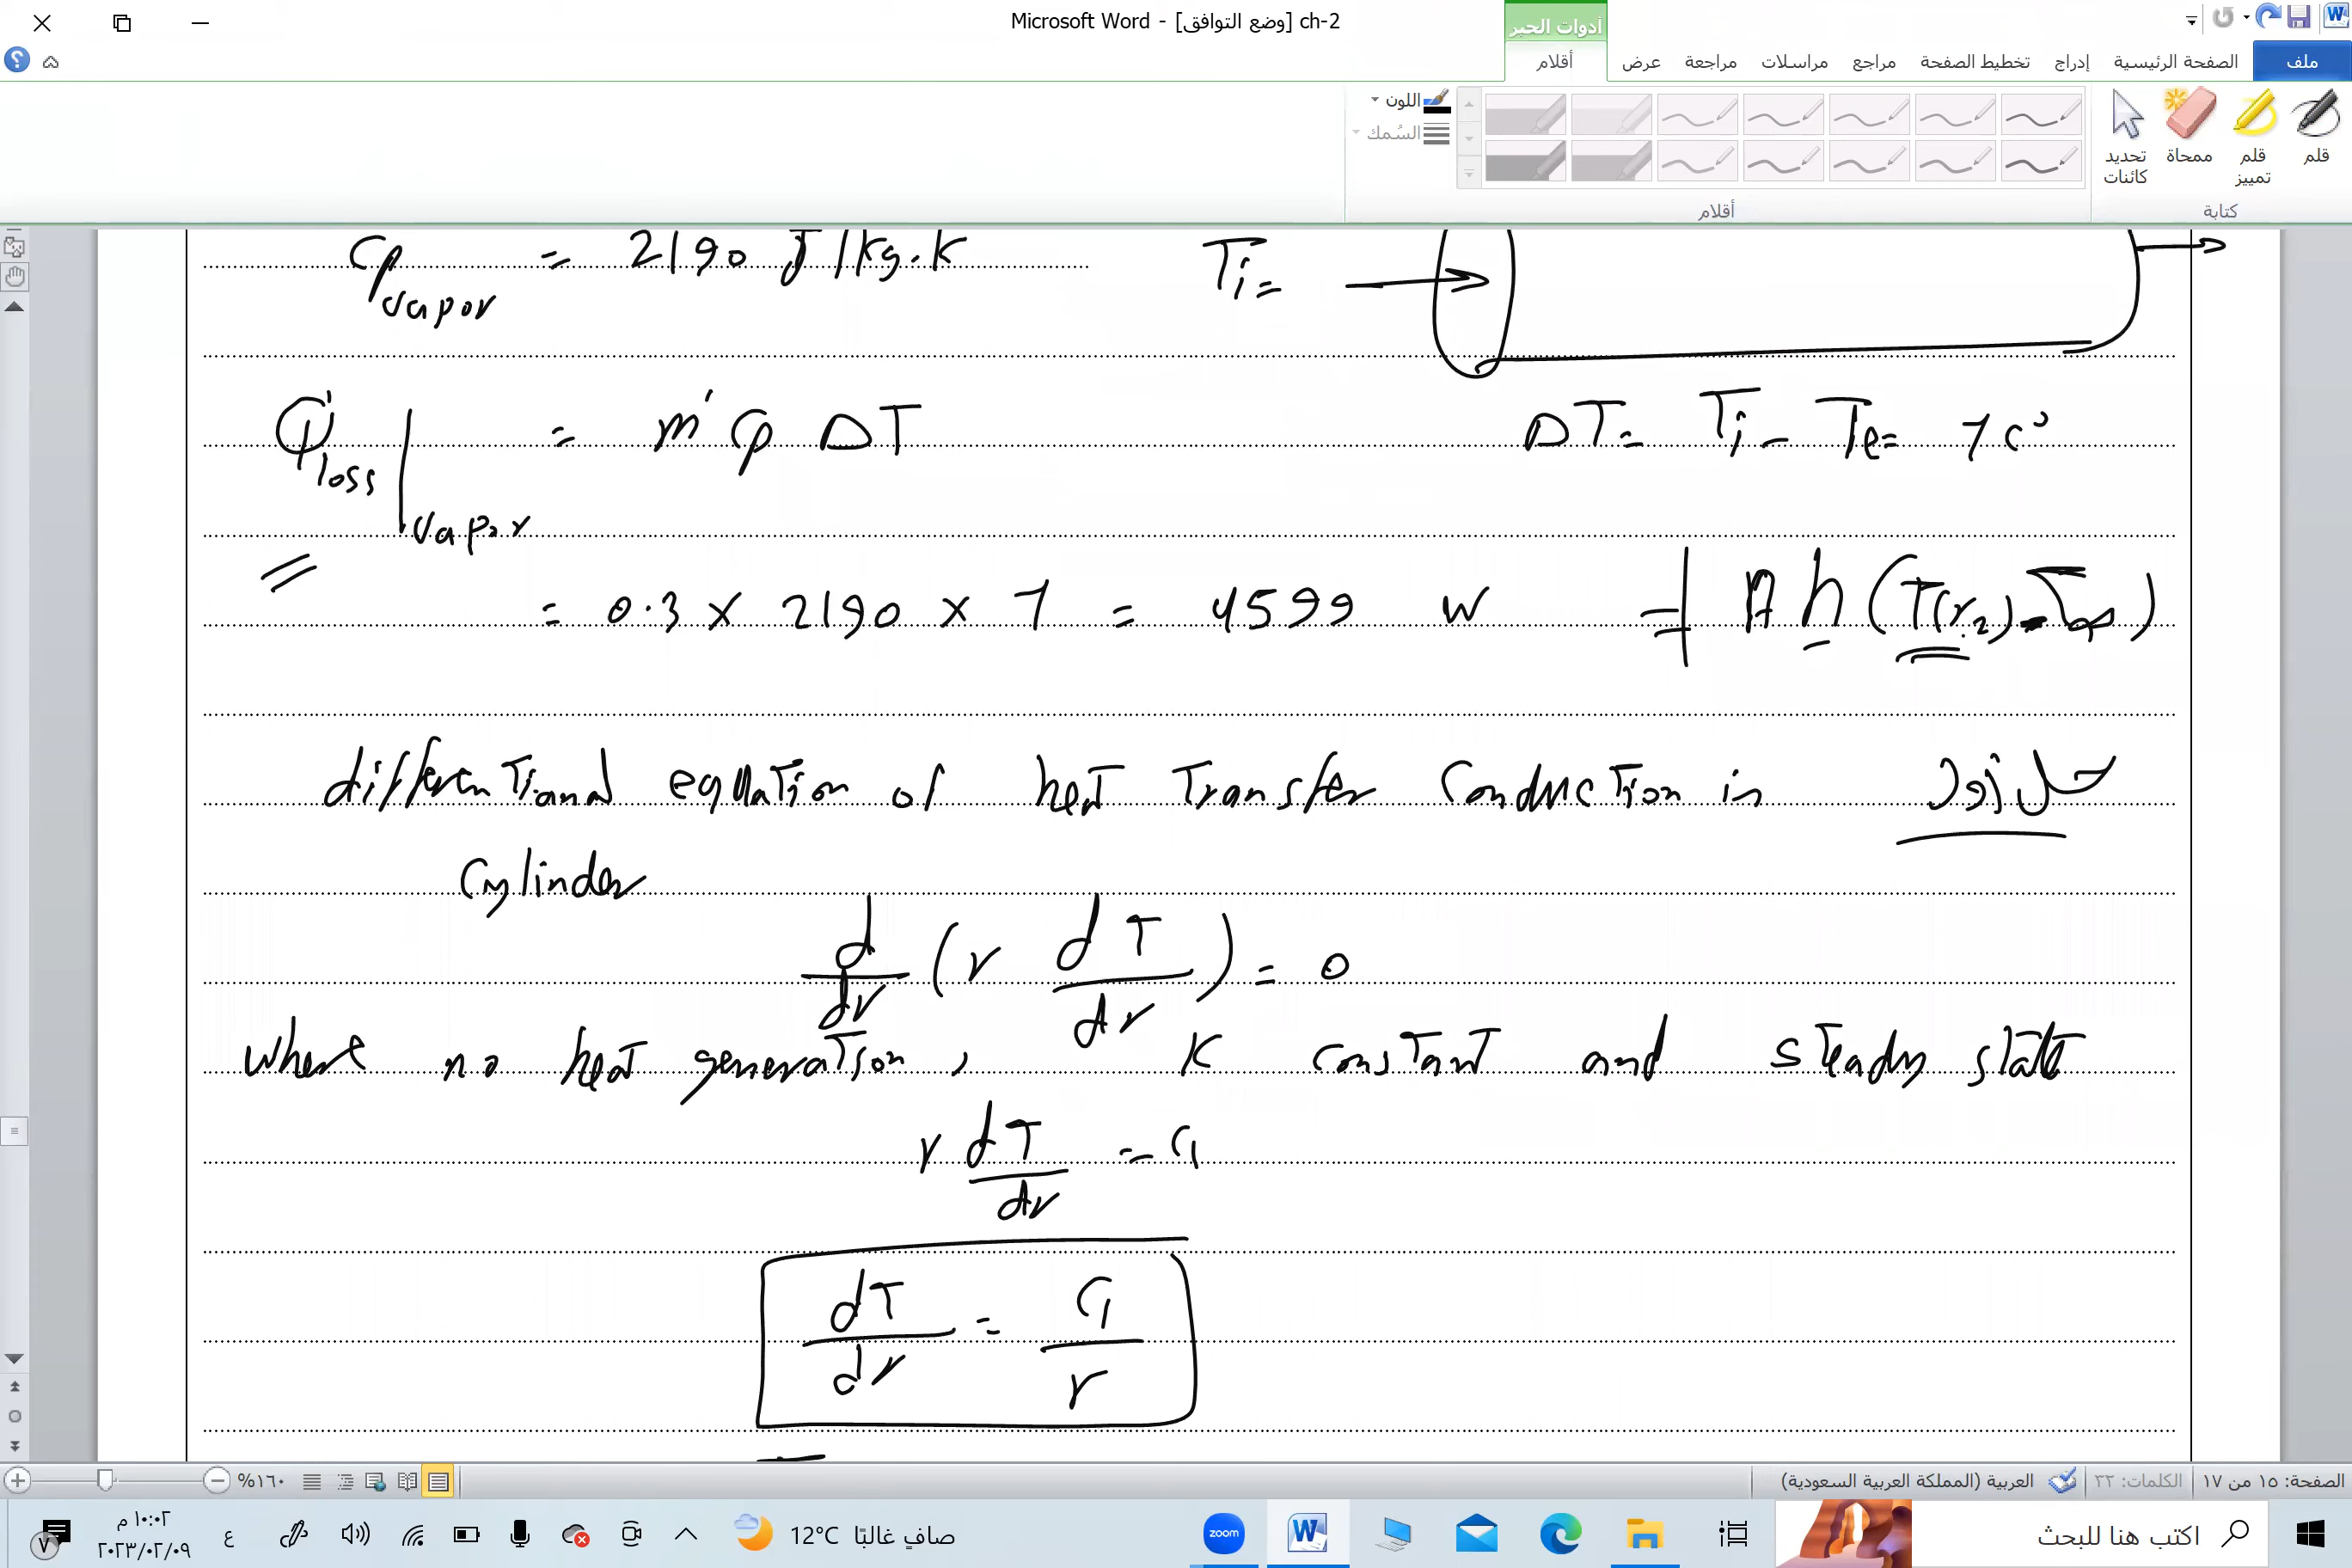 ch-2 [وضع التوافق] - Microsoft Word
أدوات الحبر
ملف الصفحة الرئيسية إدراج تخطيط الصفحة مراجع مراسلات مراجعة عرض أقلام
قلم
قلم تمييز
ممحاة
تحديد كائنات
اللون
السُمك
كتابة
أقلام
Cp vapor = 2190 J/kg.k Ti =
Q loss | vapor = m Cp ΔT ΔT = Ti - Te = 7 c°
= 0.3 × 2190 × 7 = 4599 W = A h (T(r2) - T∞)
differentional equation of heat Transfer Conduction in
Cylinder
d/dr (r dT/dr) = 0
where no heat generation, K constant and steady state
r dT/dr = C1
dT/dr = C1/r
الصفحة: ١٥ من ١٧ الكلمات: ٣٢ العربية (المملكة العربية السعودية)
%١٦٠
اكتب هنا للبحث
zoom
12°C صافٍ غالبًا
ع
١٠:٠٢ م
٢٠٢٣/٠٢/٠٩
٧